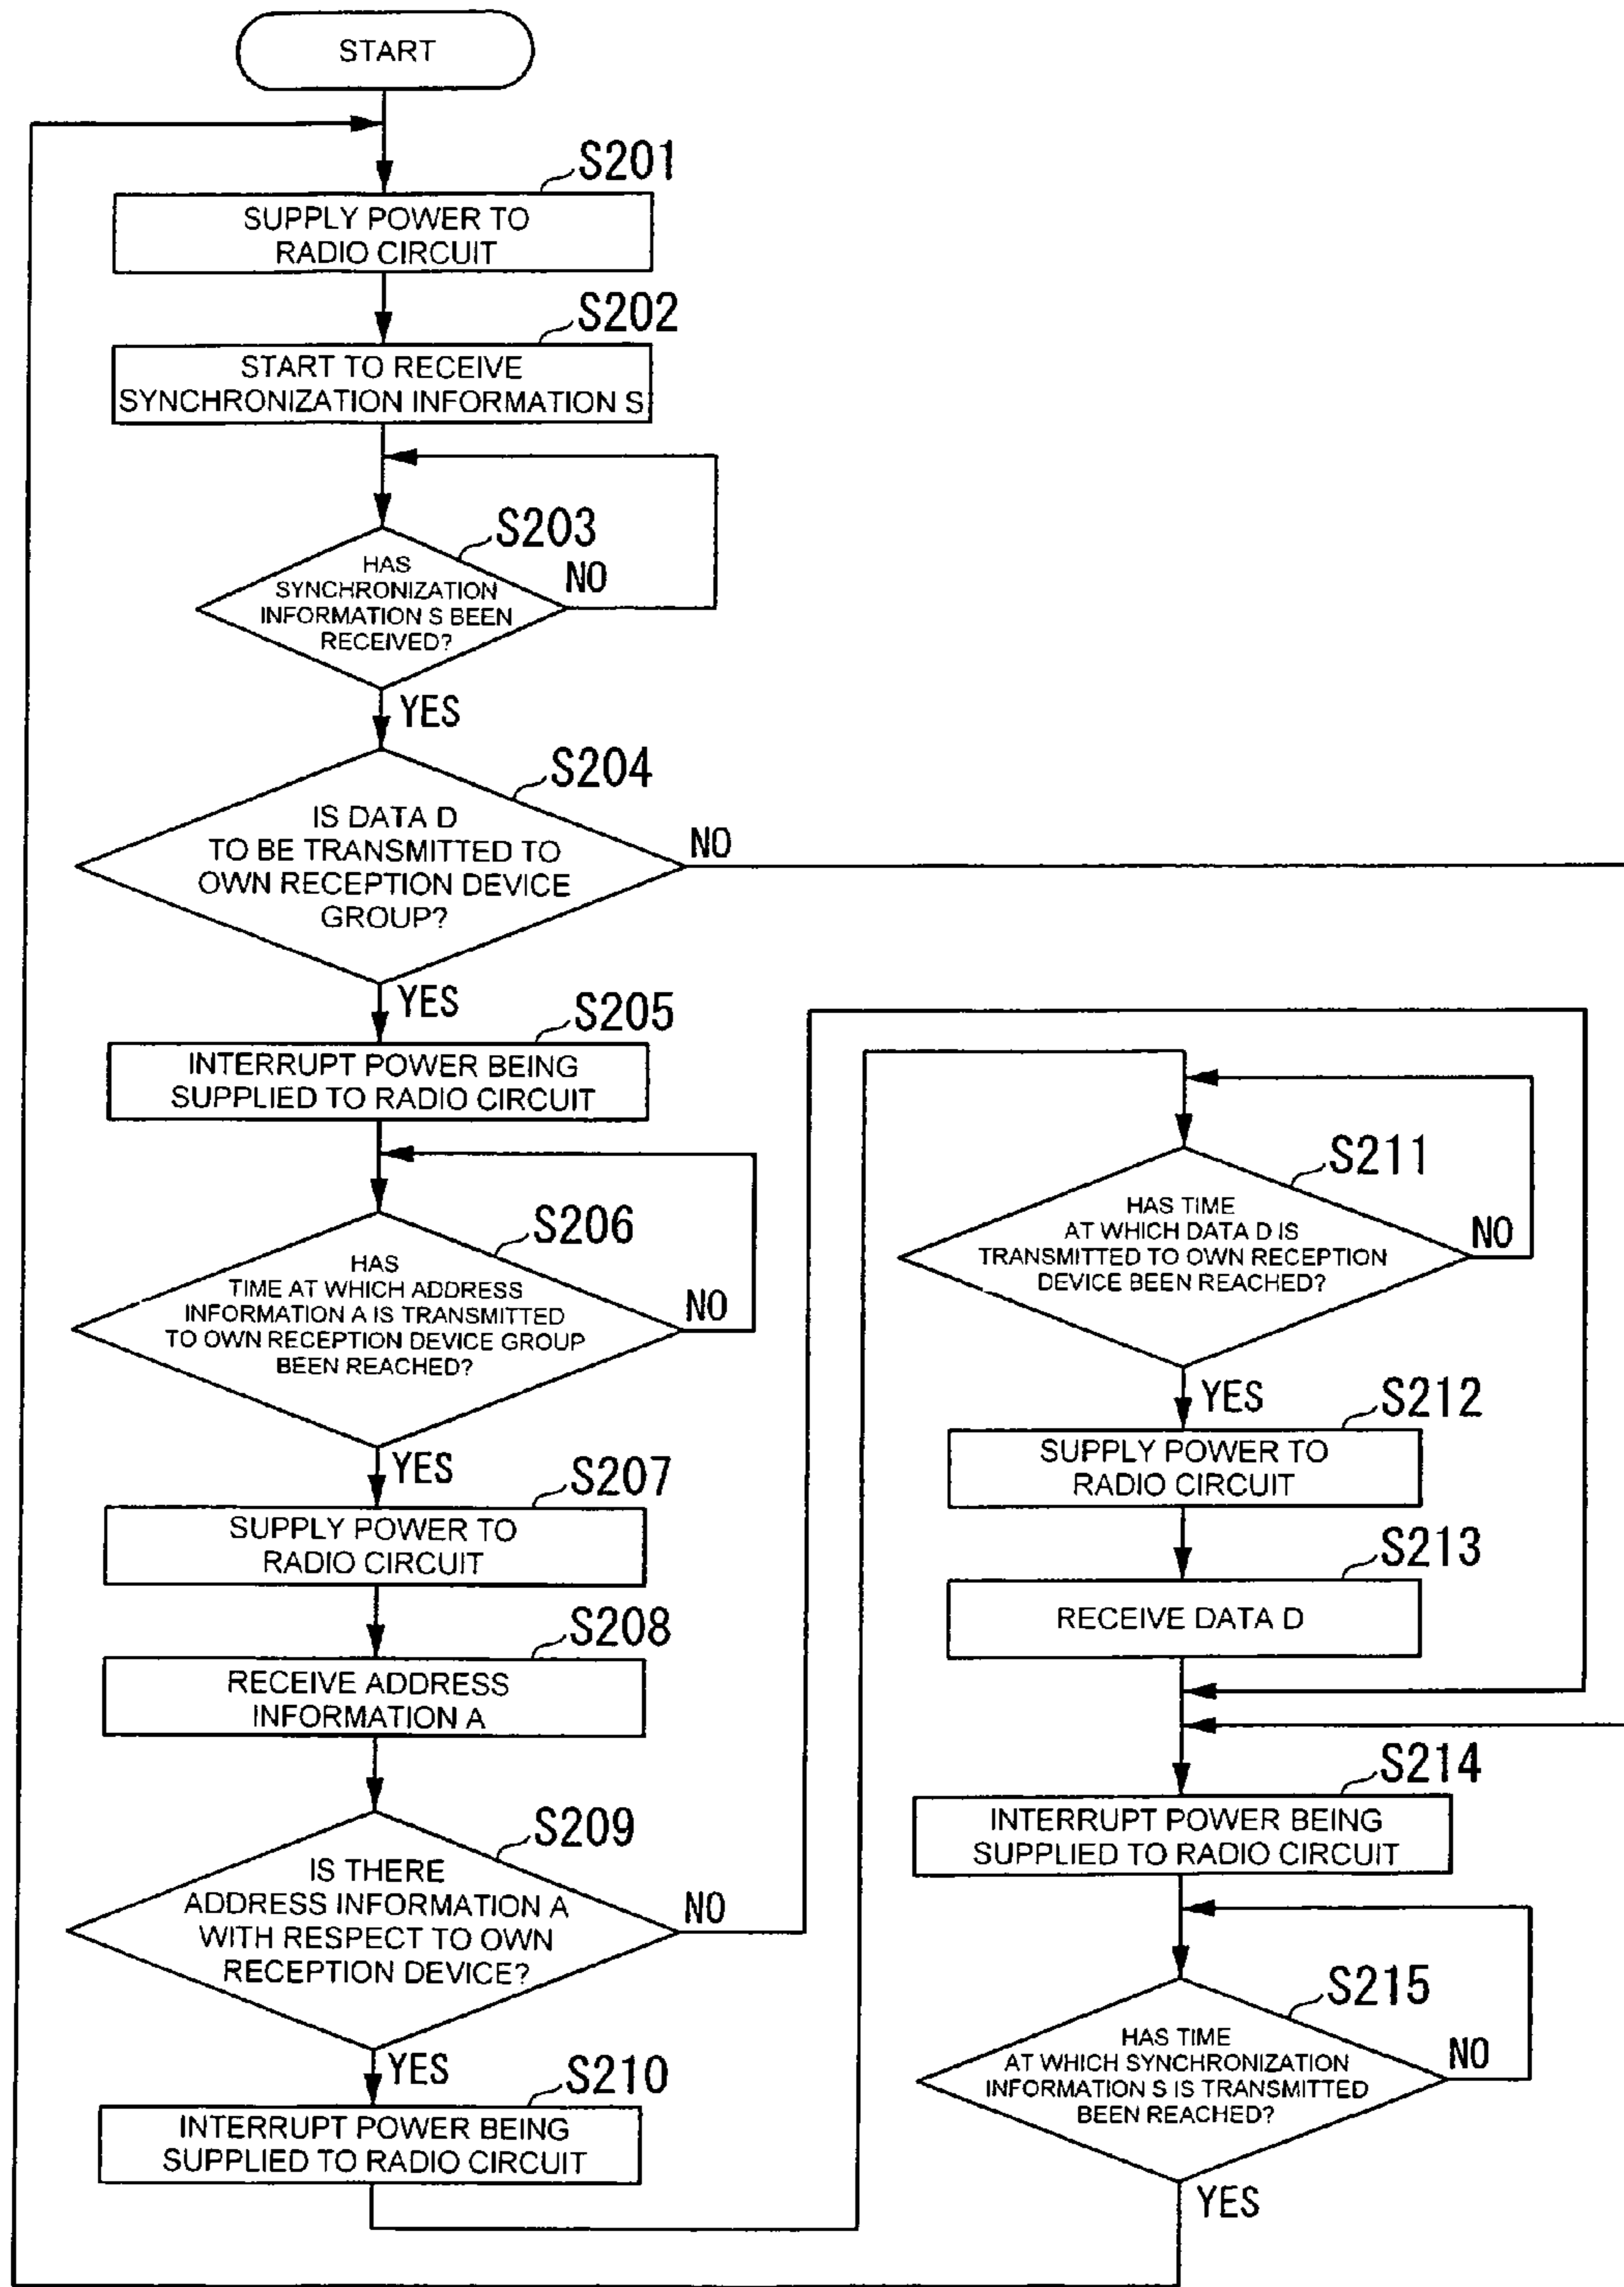 START
S201
SUPPLY POWER TO
RADIO CIRCUIT
S202
START TO RECEIVE
SYNCHRONIZATION INFORMATION S
S203
HAS
SYNCHRONIZATION
INFORMATION S BEEN
RECEIVED?
NO
YES
S204
IS DATA D
TO BE TRANSMITTED TO
OWN RECEPTION DEVICE
GROUP?
NO
YES
S205
INTERRUPT POWER BEING
SUPPLIED TO RADIO CIRCUIT
S206
HAS
TIME AT WHICH ADDRESS
INFORMATION A IS TRANSMITTED
TO OWN RECEPTION DEVICE GROUP
BEEN REACHED?
NO
YES
S207
SUPPLY POWER TO
RADIO CIRCUIT
S208
RECEIVE ADDRESS
INFORMATION A
S209
IS THERE
ADDRESS INFORMATION A
WITH RESPECT TO OWN
RECEPTION DEVICE?
NO
YES
S210
INTERRUPT POWER BEING
SUPPLIED TO RADIO CIRCUIT
S211
HAS TIME
AT WHICH DATA D IS
TRANSMITTED TO OWN RECEPTION
DEVICE BEEN REACHED?
NO
YES
S212
SUPPLY POWER TO
RADIO CIRCUIT
S213
RECEIVE DATA D
S214
INTERRUPT POWER BEING
SUPPLIED TO RADIO CIRCUIT
S215
HAS TIME
AT WHICH SYNCHRONIZATION
INFORMATION S IS TRANSMITTED
BEEN REACHED?
NO
YES